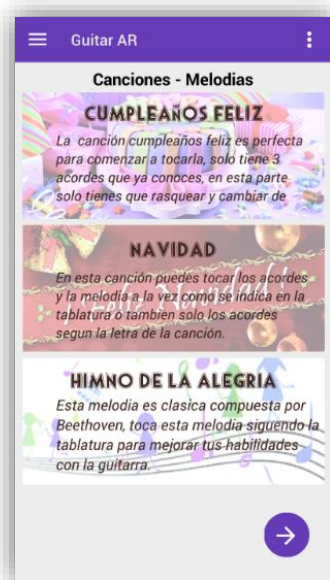 Guitar AR
Canciones - Melodias
CUMPLEAÑOS FELIZ
La canción cumpleaños feliz es perfecta
para comenzar a tocarla, solo tiene 3
acordes que ya conoces, en esta parte
solo tienes que rasquear y cambiar de
NAVIDAD
En esta canción puedes tocar los acordes
y la melodia a la vez como se indica en la
tablatura o tambien solo los acordes
segun la letra de la canción.
Feliz Navidad
HIMNO DE LA ALEGRIA
Esta melodia es clasica compuesta por
Beethoven, toca esta melodia siguendo la
tablatura para mejorar tus habilidades
con la guitarra.